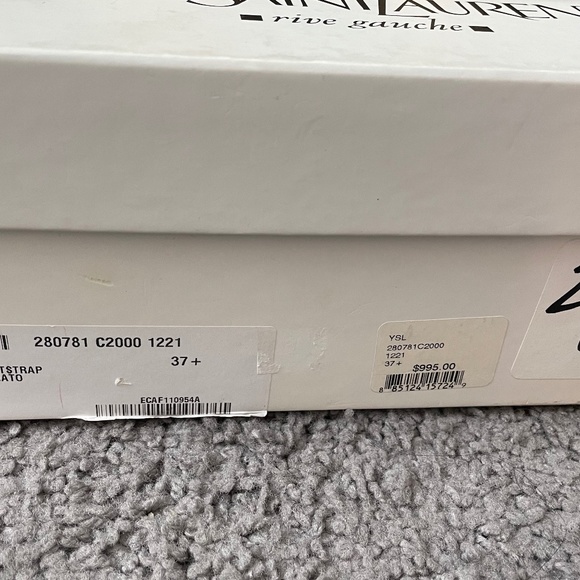 SAINTLAUREN
rive gauche
280781 C2000 1221
37+
TSTRAP
ATO
ECAF110954A
YSL
280781C2000
1221
37+ $995.00
8 85124 15724 9